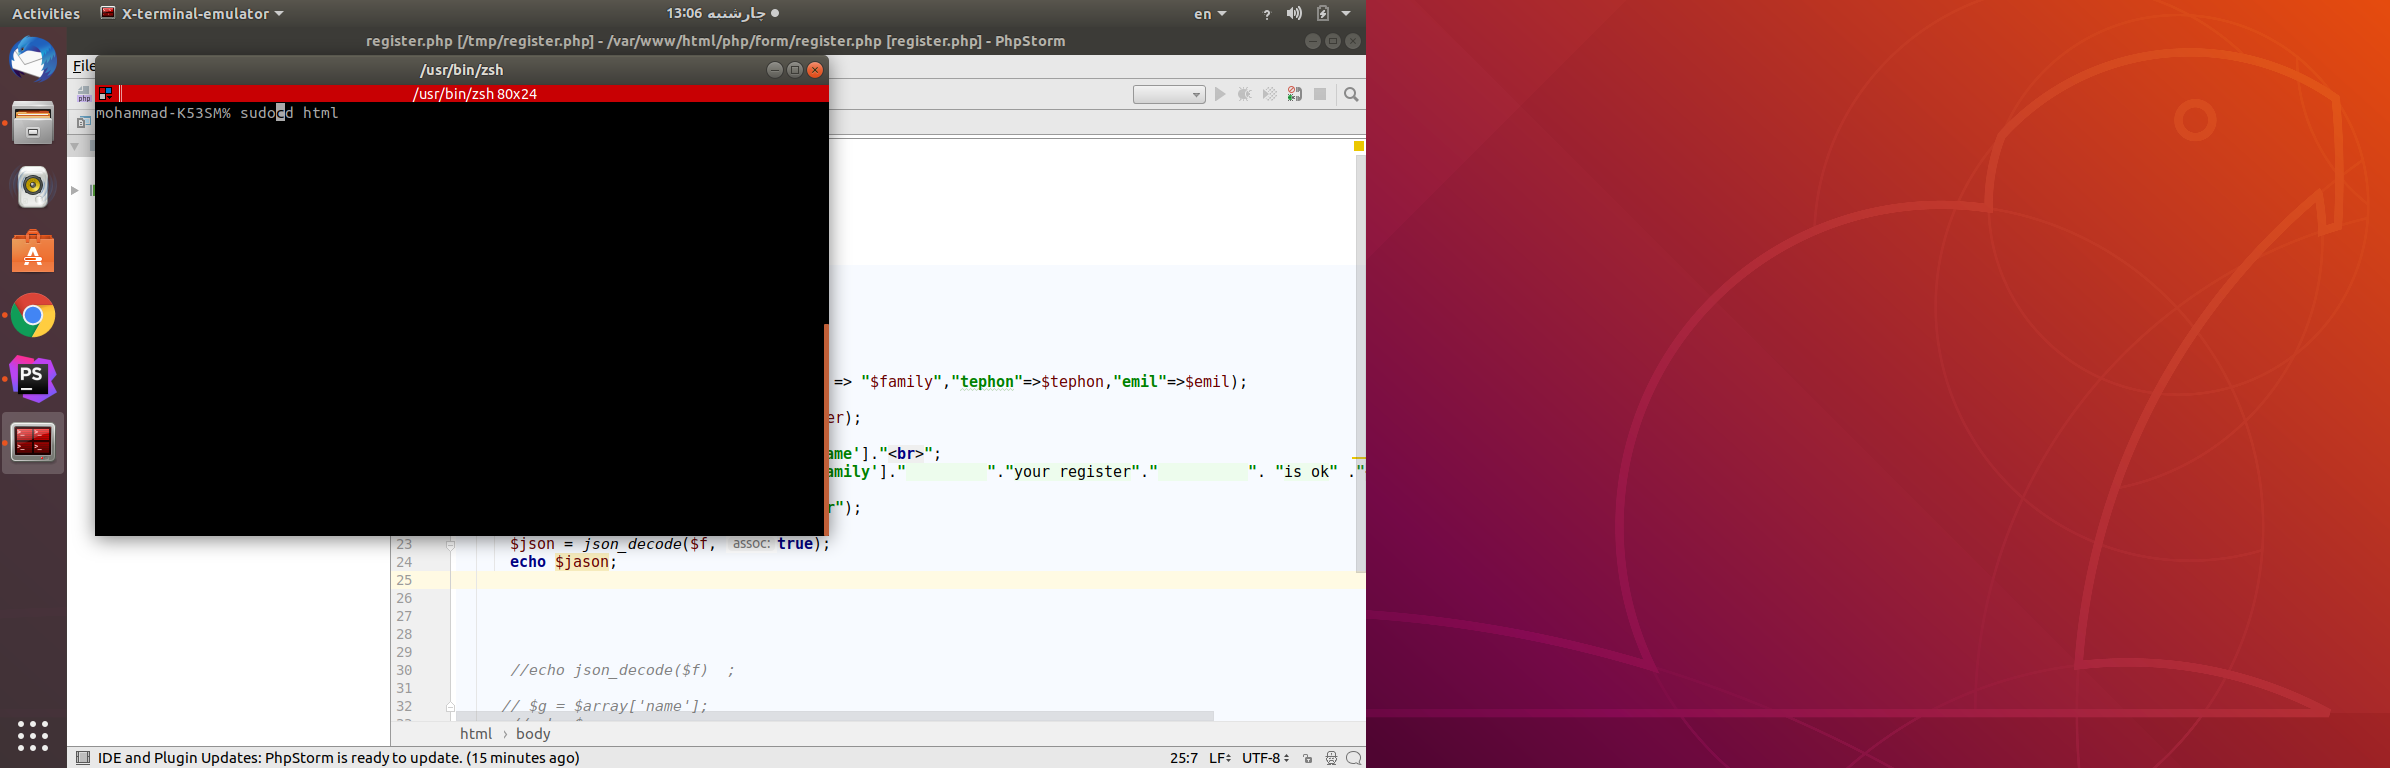 Activities X-terminal-emulator 13:06 چارشنبه en ?
register.php [/tmp/register.php] - /var/www/html/php/form/register.php [register.php] - PhpStorm
File
/usr/bin/zsh
/usr/bin/zsh 80x24
mohammad-K53SM% sudocd html
php
=> "$family","tephon"=>$tephon,"emil"=>$emil);
er);
ame']."<br>";
amily']." "."your register"." ". "is ok" ."
r");
23 $json = json_decode($f, assoc: true);
24 echo $jason;
25
26
27
28
29
30 //echo json_decode($f) ;
31
32 // $g = $array['name'];
html › body
IDE and Plugin Updates: PhpStorm is ready to update. (15 minutes ago) 25:7 LF UTF-8
PS